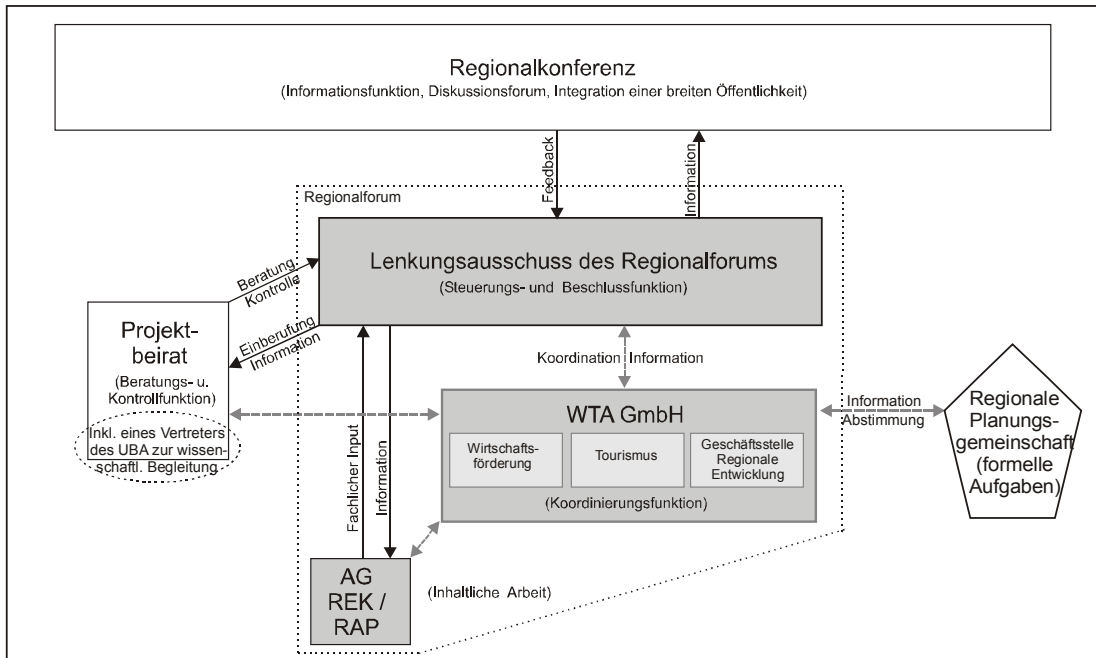 Regionalkonferenz
(Informationsfunktion, Diskussionsforum, Integration einer breiten Öffentlichkeit)
Feedback
Information
Regionalforum
Lenkungsausschuss des Regionalforums
(Steuerungs- und Beschlussfunktion)
Beratung
Kontrolle
Einberufung
Information
Projekt-
beirat
(Beratungs- u.
Kontrollfunktion)
Inkl. eines Vertreters
des UBA zur wissen-
schaftl. Begleitung
Fachlicher Input
Information
Koordination Information
WTA GmbH
Wirtschafts-
förderung
Tourismus
Geschäftsstelle
Regionale
Entwicklung
(Koordinierungsfunktion)
Information
Abstimmung
Regionale
Planungs-
gemeinschaft
(formelle
Aufgaben)
AG
REK /
RAP
(Inhaltliche Arbeit)